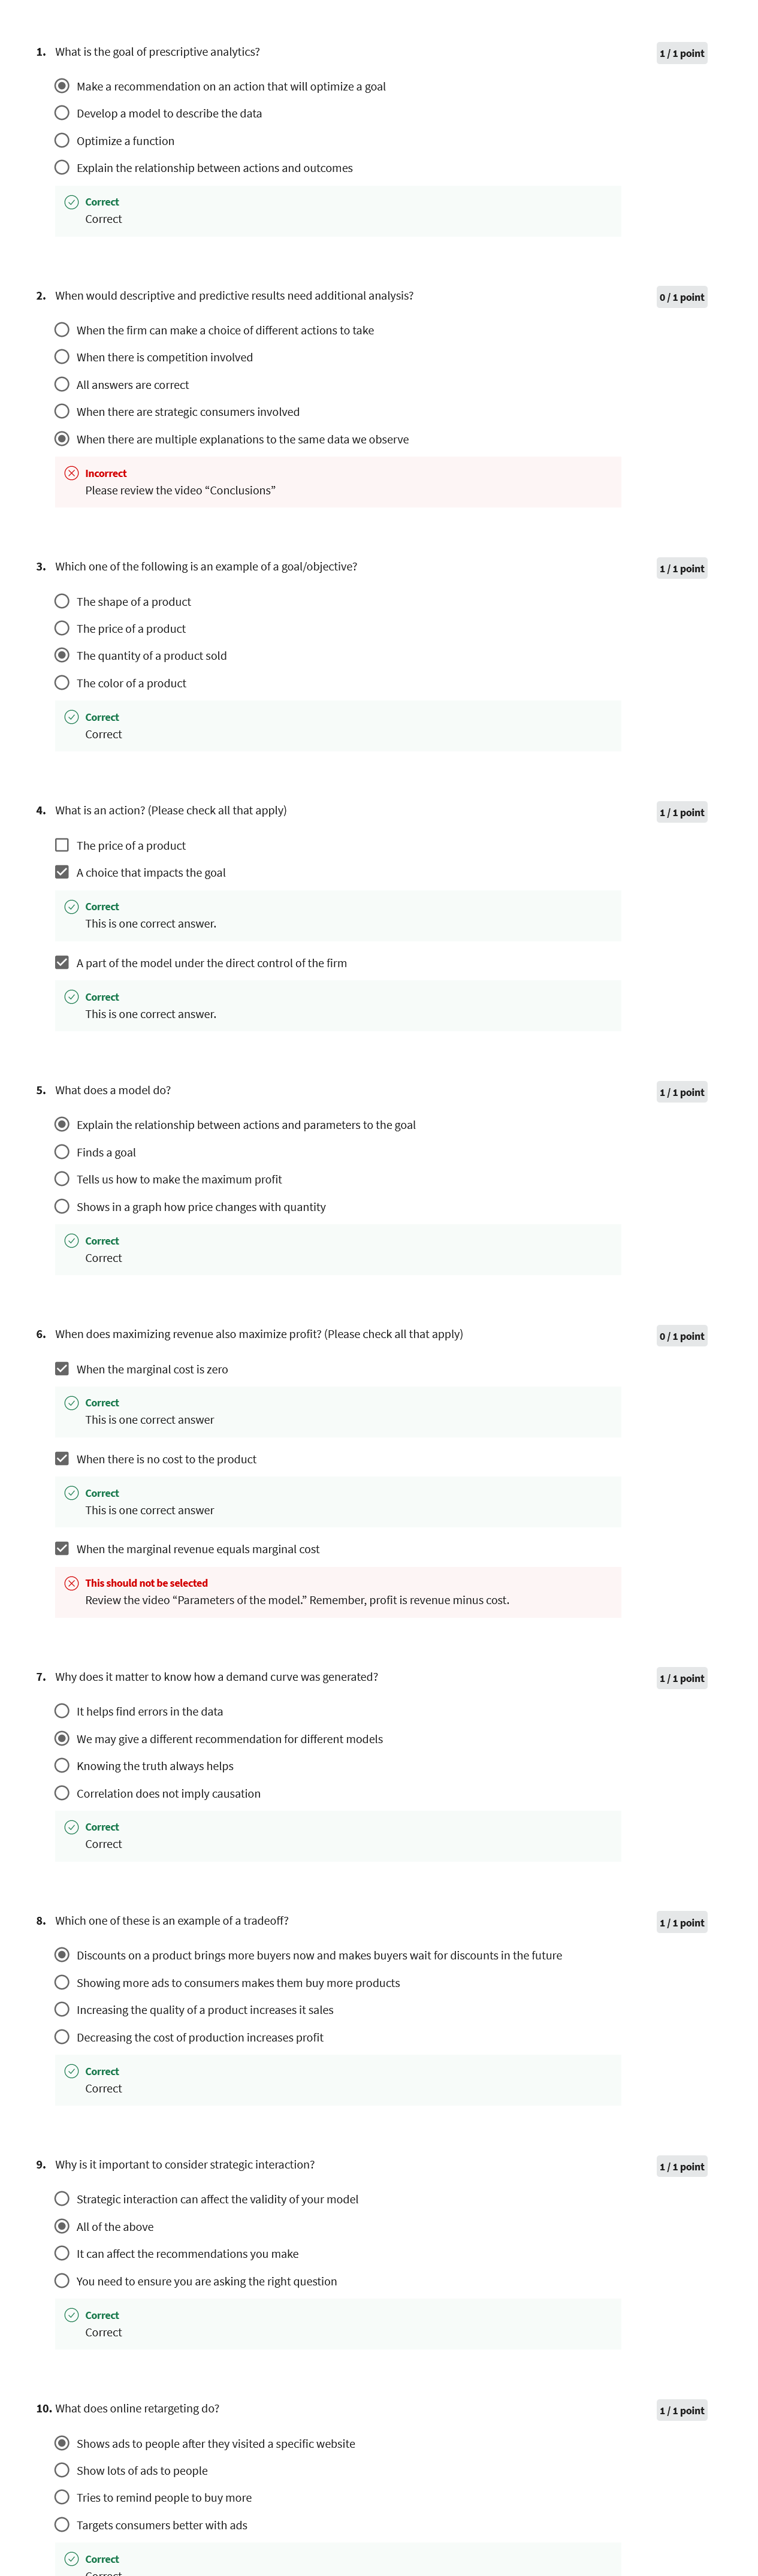 1. What is the goal of prescriptive analytics?
1 / 1 point
Make a recommendation on an action that will optimize a goal
Develop a model to describe the data
Optimize a function
Explain the relationship between actions and outcomes
Correct
Correct
2. When would descriptive and predictive results need additional analysis?
0 / 1 point
When the firm can make a choice of different actions to take
When there is competition involved
All answers are correct
When there are strategic consumers involved
When there are multiple explanations to the same data we observe
Incorrect
Please review the video “Conclusions”
3. Which one of the following is an example of a goal/objective?
1 / 1 point
The shape of a product
The price of a product
The quantity of a product sold
The color of a product
Correct
Correct
4. What is an action? (Please check all that apply)
1 / 1 point
The price of a product
A choice that impacts the goal
Correct
This is one correct answer.
A part of the model under the direct control of the firm
Correct
This is one correct answer.
5. What does a model do?
1 / 1 point
Explain the relationship between actions and parameters to the goal
Finds a goal
Tells us how to make the maximum profit
Shows in a graph how price changes with quantity
Correct
Correct
6. When does maximizing revenue also maximize profit? (Please check all that apply)
0 / 1 point
When the marginal cost is zero
Correct
This is one correct answer
When there is no cost to the product
Correct
This is one correct answer
When the marginal revenue equals marginal cost
This should not be selected
Review the video “Parameters of the model.” Remember, profit is revenue minus cost.
7. Why does it matter to know how a demand curve was generated?
1 / 1 point
It helps find errors in the data
We may give a different recommendation for different models
Knowing the truth always helps
Correlation does not imply causation
Correct
Correct
8. Which one of these is an example of a tradeoff?
1 / 1 point
Discounts on a product brings more buyers now and makes buyers wait for discounts in the future
Showing more ads to consumers makes them buy more products
Increasing the quality of a product increases it sales
Decreasing the cost of production increases profit
Correct
Correct
9. Why is it important to consider strategic interaction?
1 / 1 point
Strategic interaction can affect the validity of your model
All of the above
It can affect the recommendations you make
You need to ensure you are asking the right question
Correct
Correct
10. What does online retargeting do?
1 / 1 point
Shows ads to people after they visited a specific website
Show lots of ads to people
Tries to remind people to buy more
Targets consumers better with ads
Correct
Correct